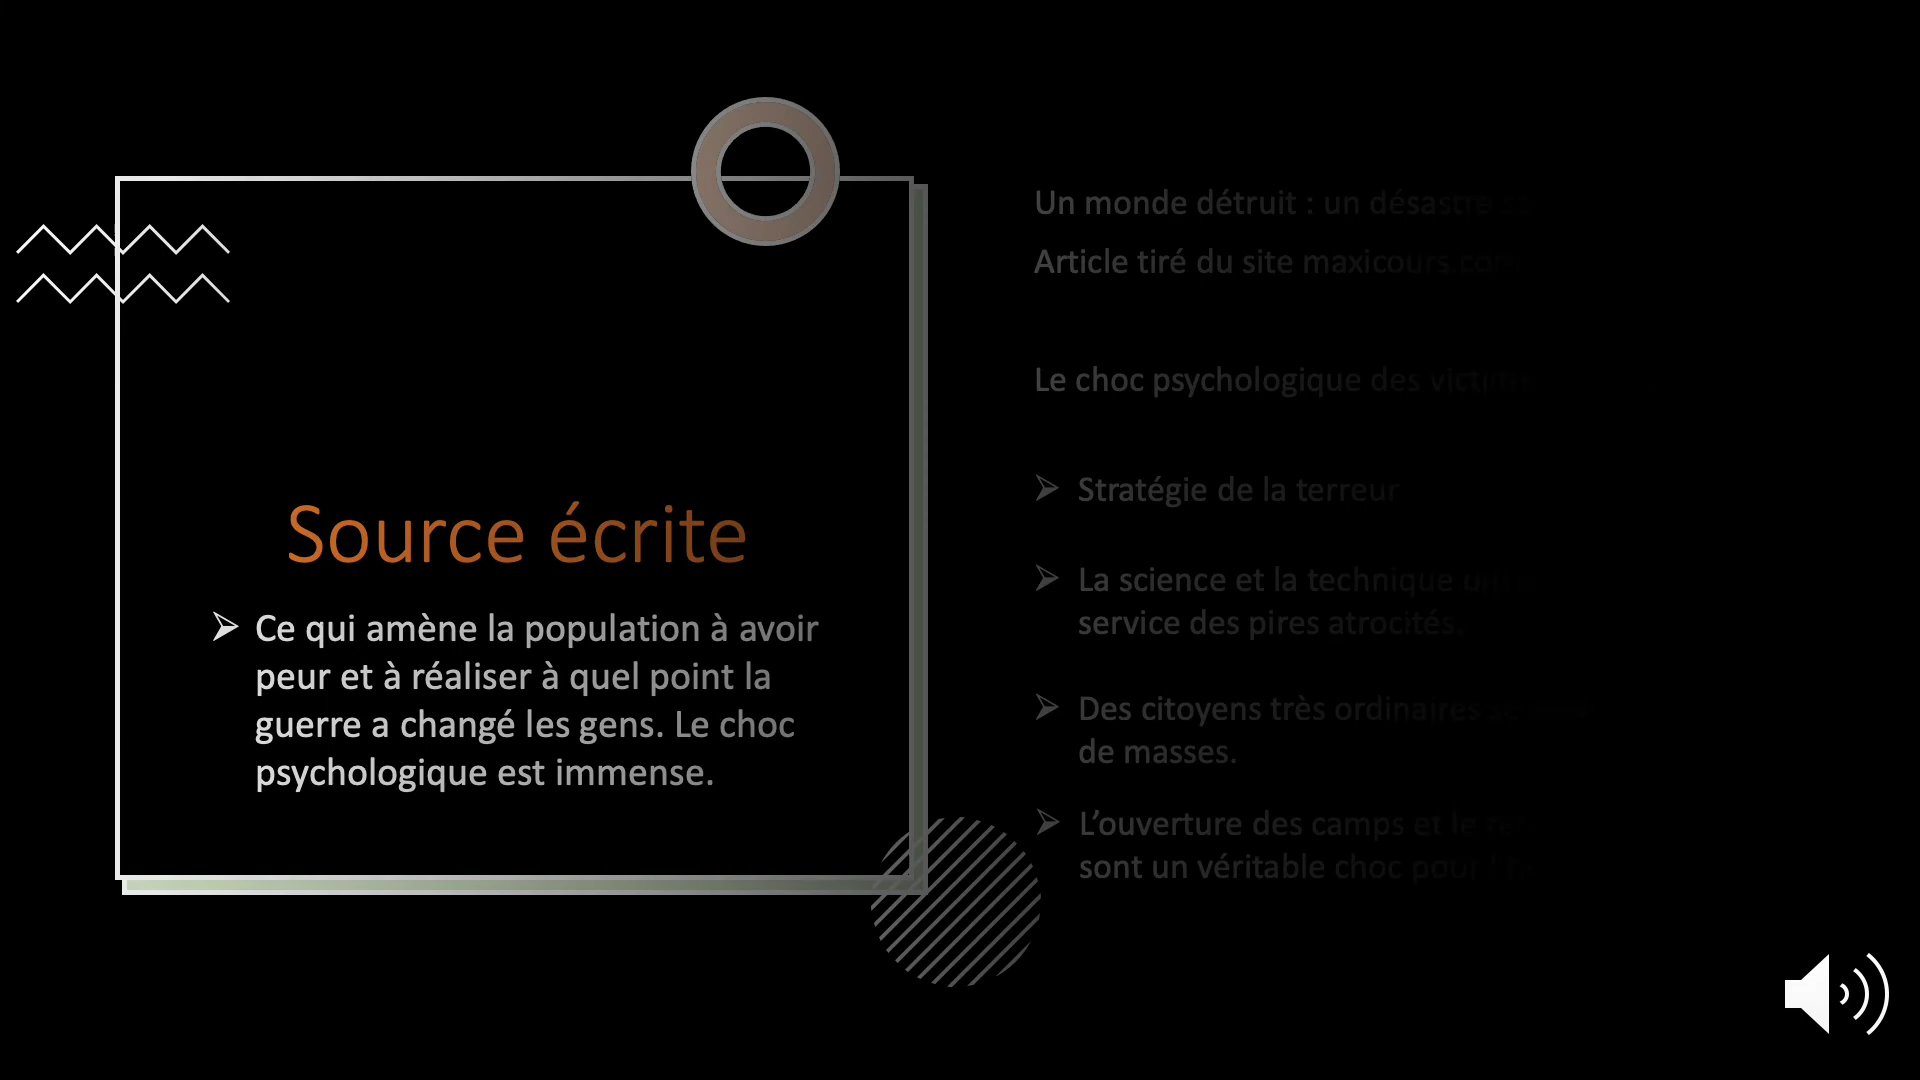 Source écrite
Ce qui amène la population à avoir
peur et à réaliser à quel point la
guerre a changé les gens. Le choc
psychologique est immense.
Un monde détruit : un désastre
Article tiré du site maxicours.com
Le choc psychologique des
Stratégie de la terreur
La science et la technique
service des pires atrocités.
Des citoyens très ordinaires
de masses.
L’ouverture des camps et le
sont un véritable choc pour